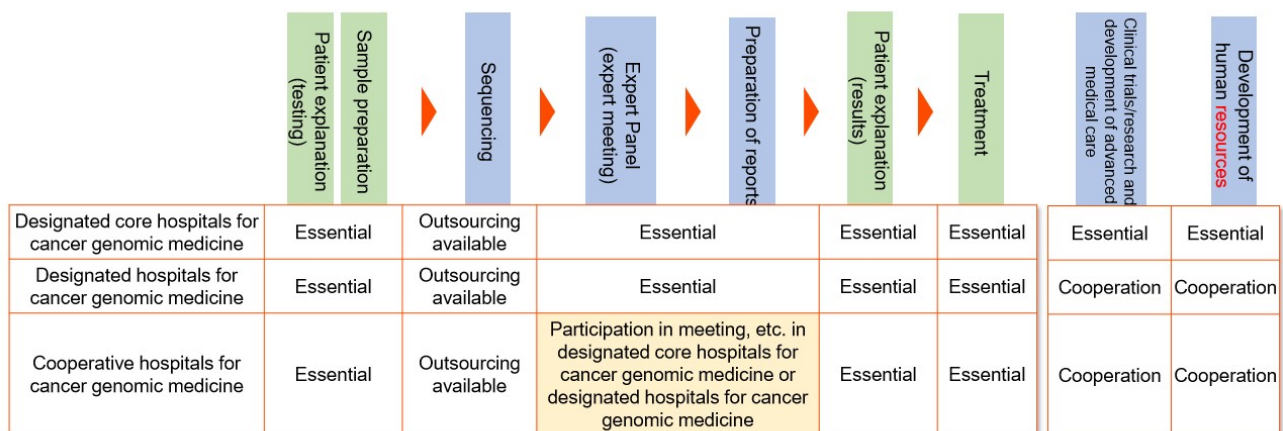 Patient explanation
(testing)
Sample preparation
Sequencing
Expert Panel
(expert meeting)
Preparation of reports
Patient explanation
(results)
Treatment
Clinical trials/research and
development of advanced
medical care
Development of
human resources
Designated core hospitals for
cancer genomic medicine
Essential
Outsourcing
available
Essential
Essential
Essential
Essential
Essential
Designated hospitals for
cancer genomic medicine
Essential
Outsourcing
available
Essential
Essential
Essential
Cooperation
Cooperation
Cooperative hospitals for
cancer genomic medicine
Essential
Outsourcing
available
Participation in meeting, etc. in
designated core hospitals for
cancer genomic medicine or
designated hospitals for cancer
genomic medicine
Essential
Essential
Cooperation
Cooperation